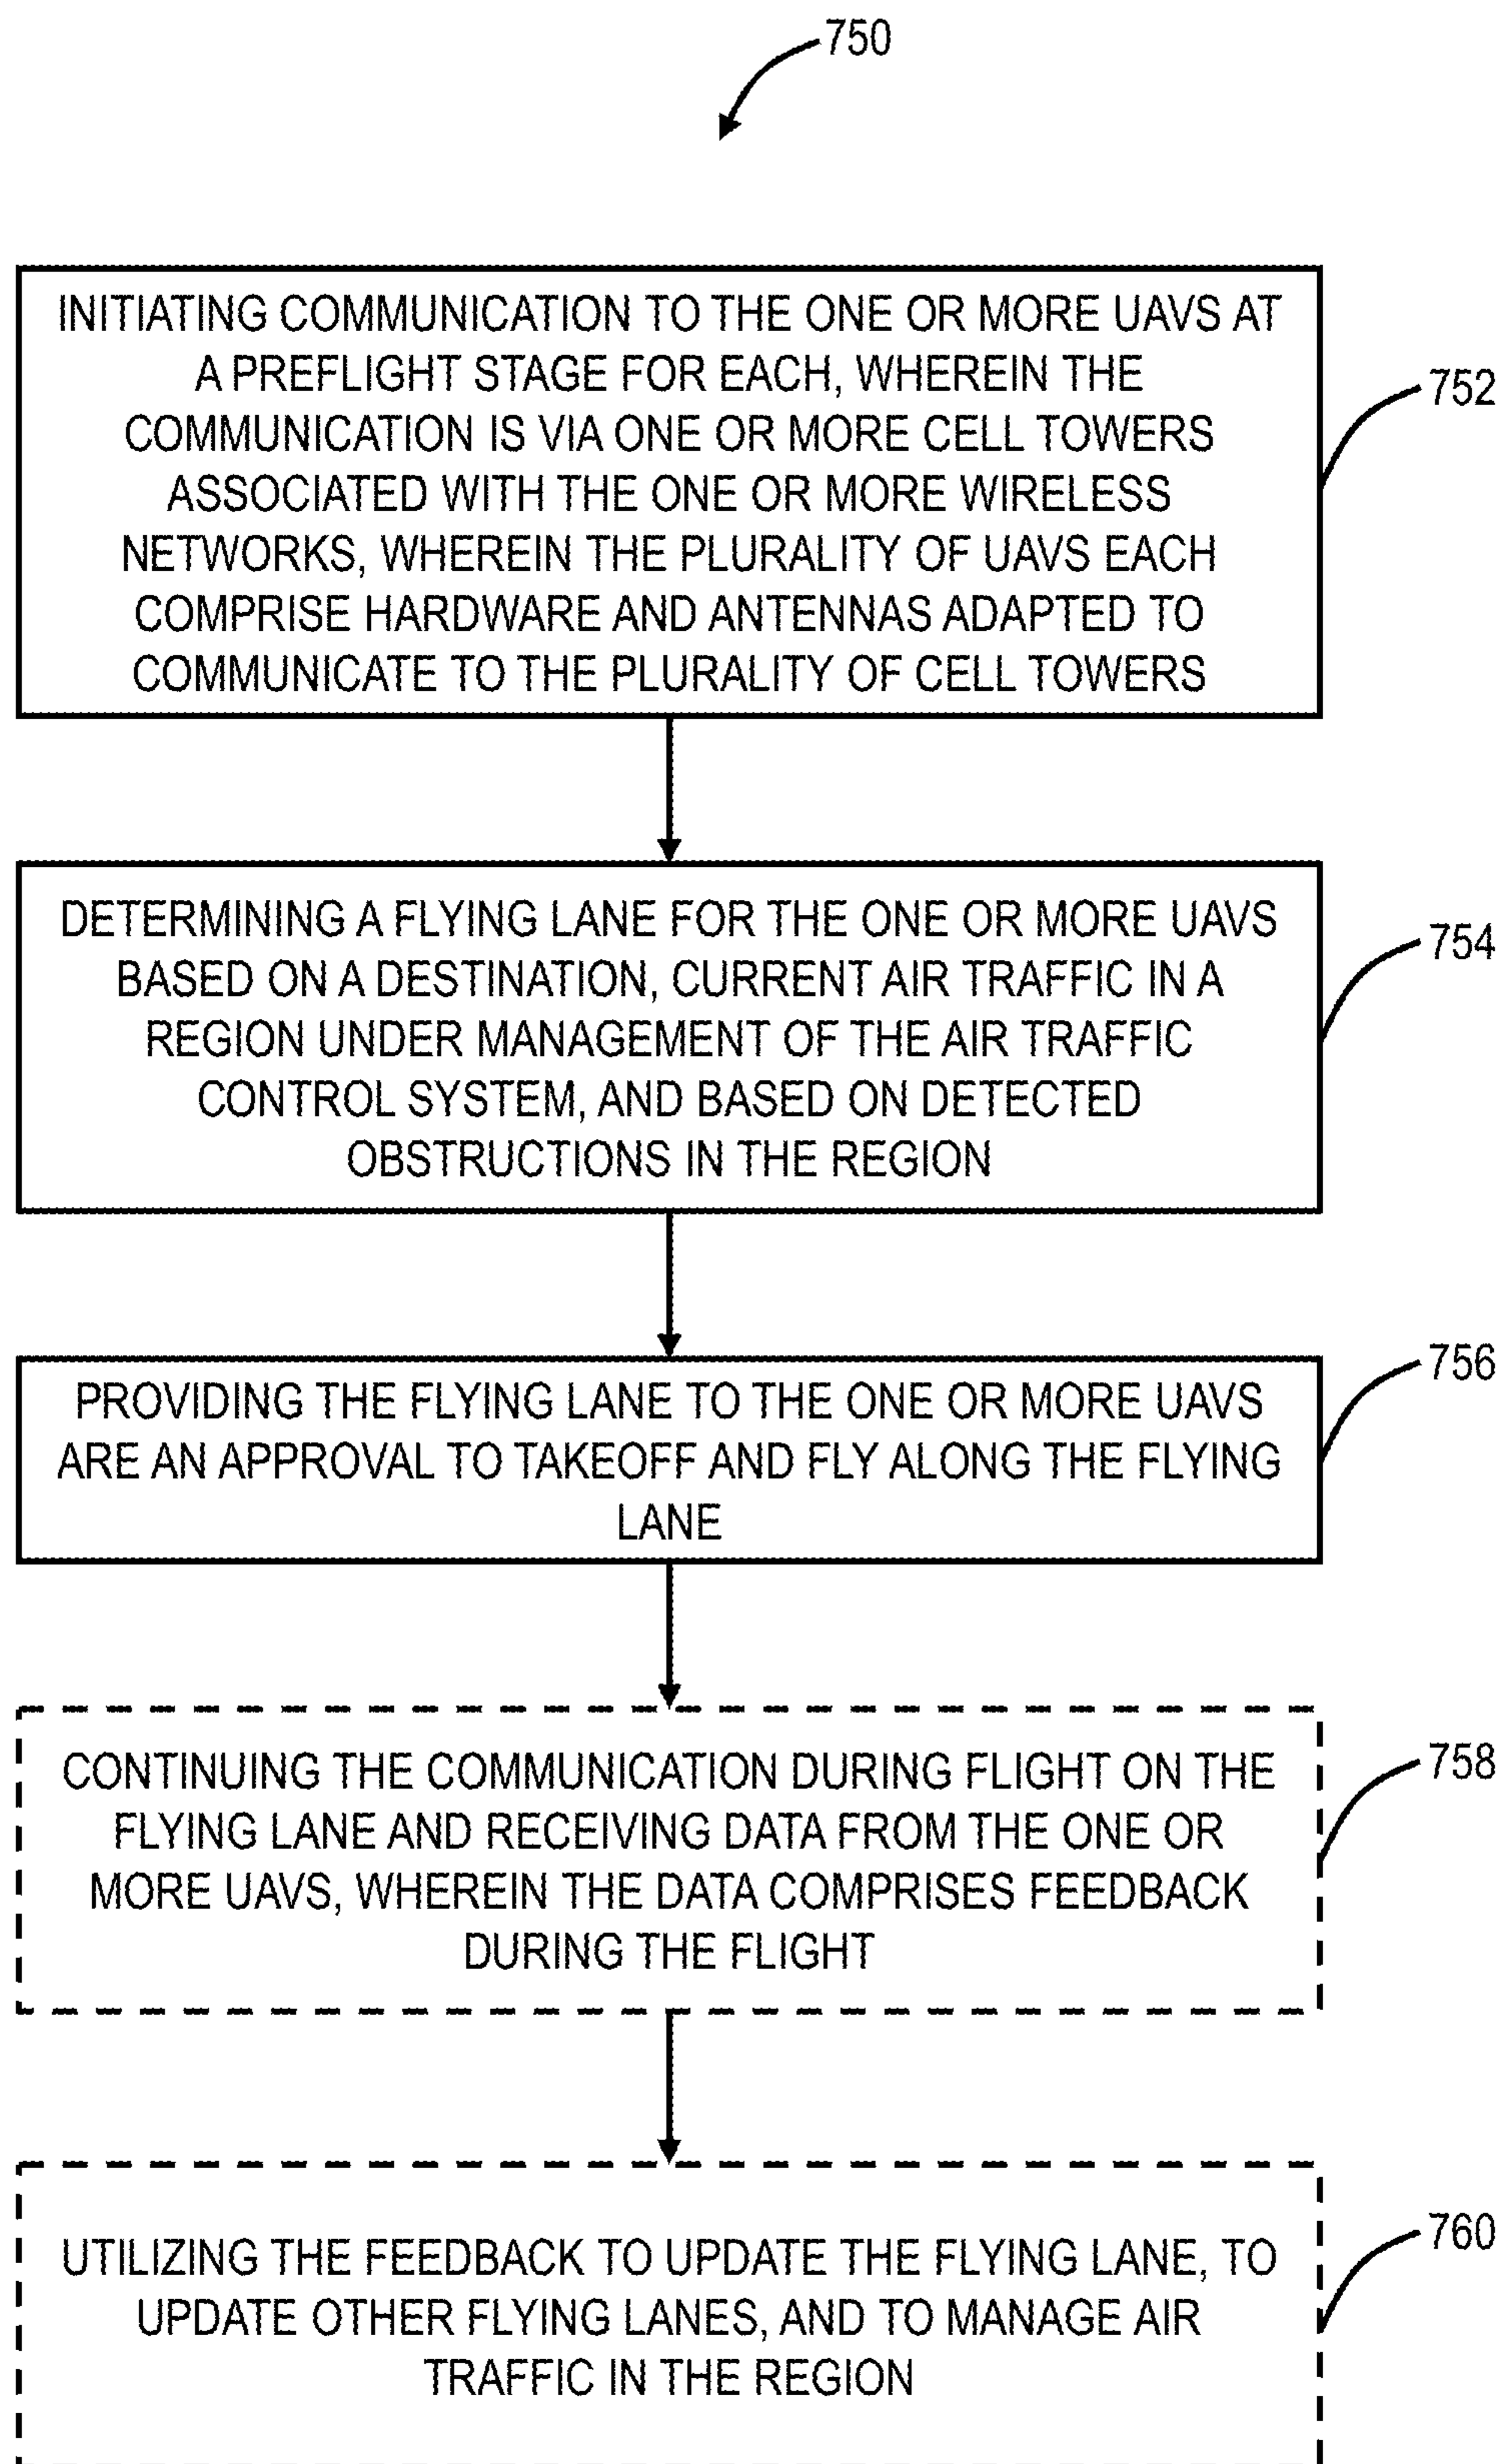 750
INITIATING COMMUNICATION TO THE ONE OR MORE UAVS AT
A PREFLIGHT STAGE FOR EACH, WHEREIN THE
COMMUNICATION IS VIA ONE OR MORE CELL TOWERS
ASSOCIATED WITH THE ONE OR MORE WIRELESS
NETWORKS, WHEREIN THE PLURALITY OF UAVS EACH
COMPRISE HARDWARE AND ANTENNAS ADAPTED TO
COMMUNICATE TO THE PLURALITY OF CELL TOWERS
752
DETERMINING A FLYING LANE FOR THE ONE OR MORE UAVS
BASED ON A DESTINATION, CURRENT AIR TRAFFIC IN A
REGION UNDER MANAGEMENT OF THE AIR TRAFFIC
CONTROL SYSTEM, AND BASED ON DETECTED
OBSTRUCTIONS IN THE REGION
754
PROVIDING THE FLYING LANE TO THE ONE OR MORE UAVS
ARE AN APPROVAL TO TAKEOFF AND FLY ALONG THE FLYING
LANE
756
CONTINUING THE COMMUNICATION DURING FLIGHT ON THE
FLYING LANE AND RECEIVING DATA FROM THE ONE OR
MORE UAVS, WHEREIN THE DATA COMPRISES FEEDBACK
DURING THE FLIGHT
758
UTILIZING THE FEEDBACK TO UPDATE THE FLYING LANE, TO
UPDATE OTHER FLYING LANES, AND TO MANAGE AIR
TRAFFIC IN THE REGION
760